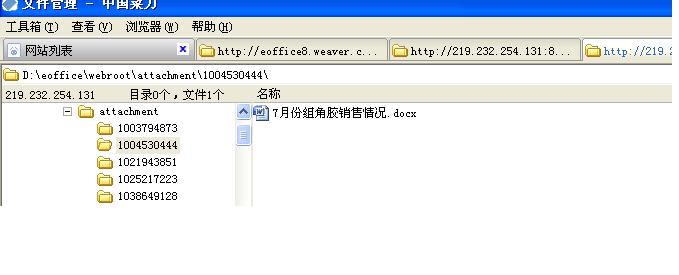 文件管理 - 中国菜刀
工具箱(T) 查看(V) 浏览器(W) 帮助(H)
网站列表 http://eoffice8.weaver.c... http://219.232.254.131:8... http://219.2
D:\eoffice\webroot\attachment\1004530444\
219.232.254.131 目录0个,文件1个 名称
attachment 7月份组角胶销售情况.docx
1003794873
1004530444
1021943851
1025217223
1038649128